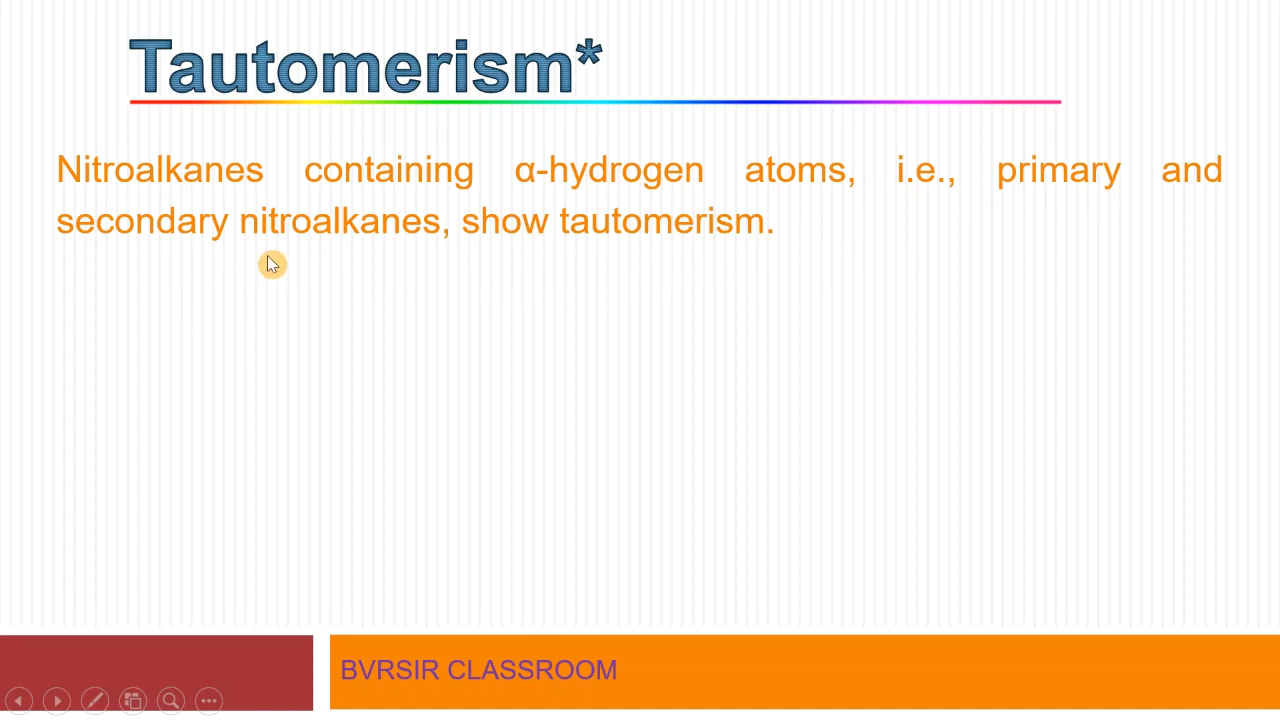 Tautomerism*
Nitroalkanes containing α-hydrogen atoms, i.e., primary and
secondary nitroalkanes, show tautomerism.
BVRSIR CLASSROOM